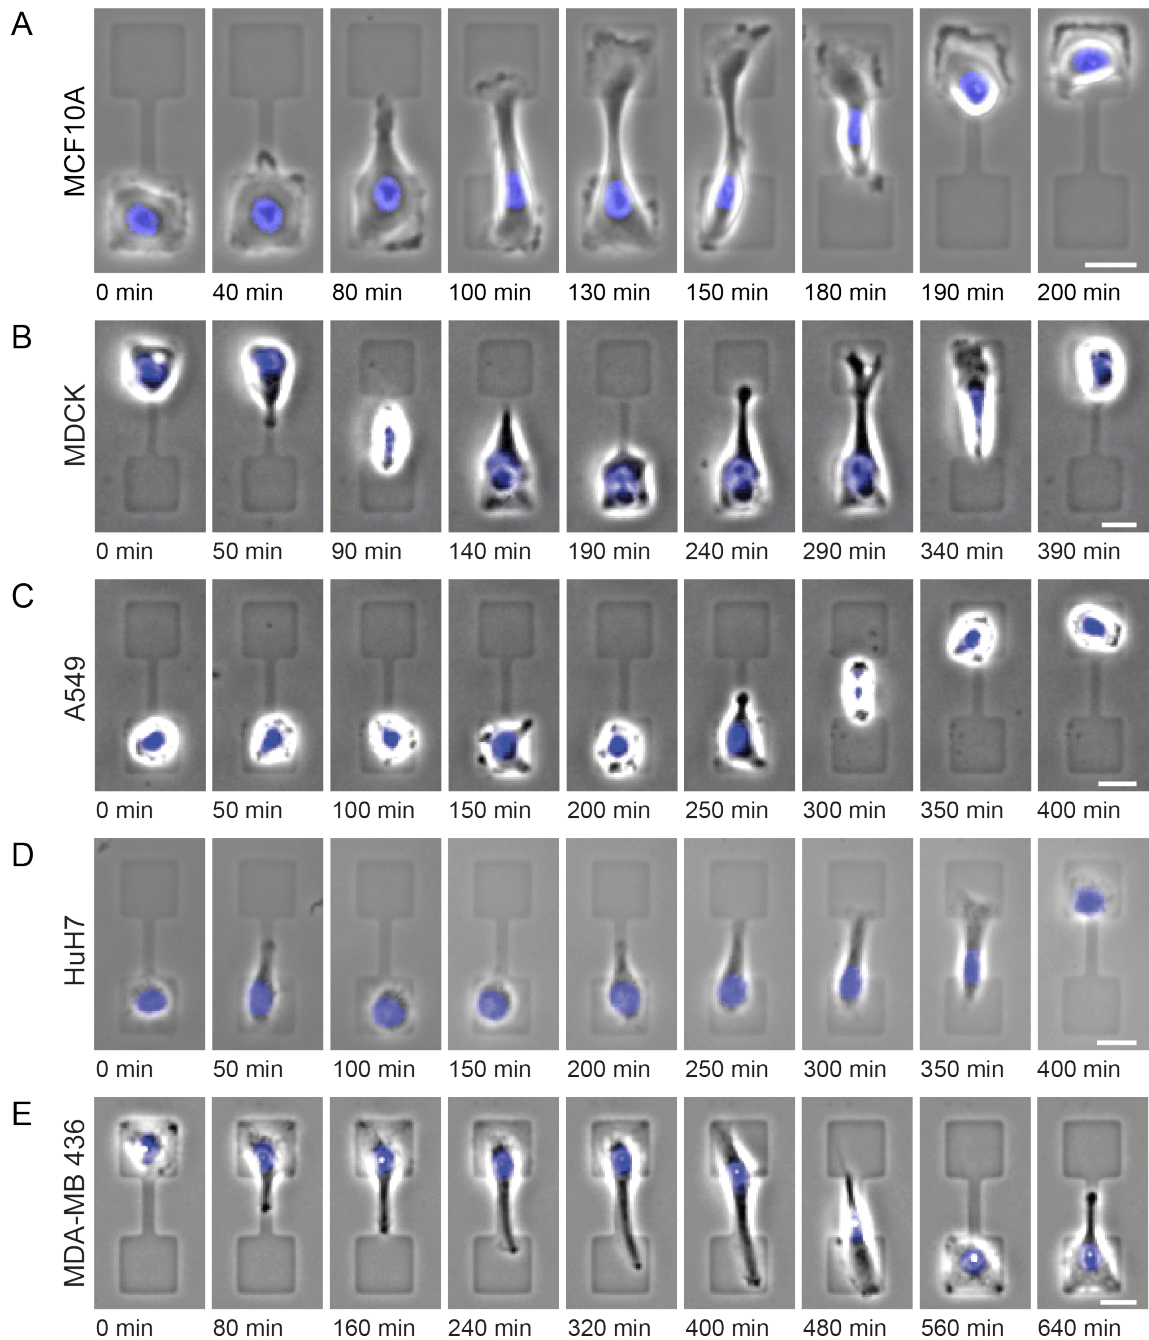 A
MCF10A
0 min 40 min 80 min 100 min 130 min 150 min 180 min 190 min 200 min
B
MDCK
0 min 50 min 90 min 140 min 190 min 240 min 290 min 340 min 390 min
C
A549
0 min 50 min 100 min 150 min 200 min 250 min 300 min 350 min 400 min
D
HuH7
0 min 50 min 100 min 150 min 200 min 250 min 300 min 350 min 400 min
E
MDA-MB 436
0 min 80 min 160 min 240 min 320 min 400 min 480 min 560 min 640 min